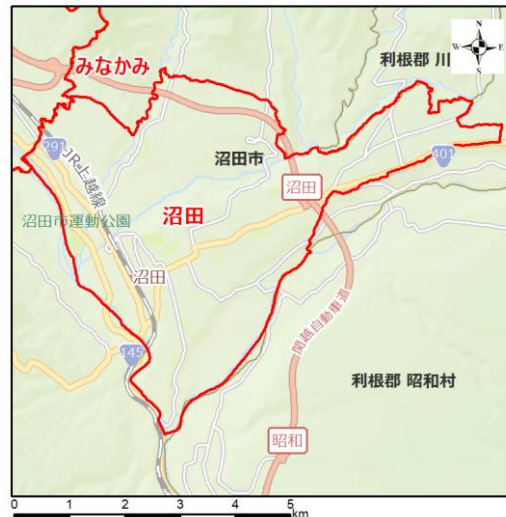 みなかみ
利根郡 川
N
W E
S
291
JR上越線
沼田市
401
沼田
沼田
沼田市運動公園
沼田
関越自動車道
145
利根郡 昭和村
昭和
0 1 2 3 4 5
km